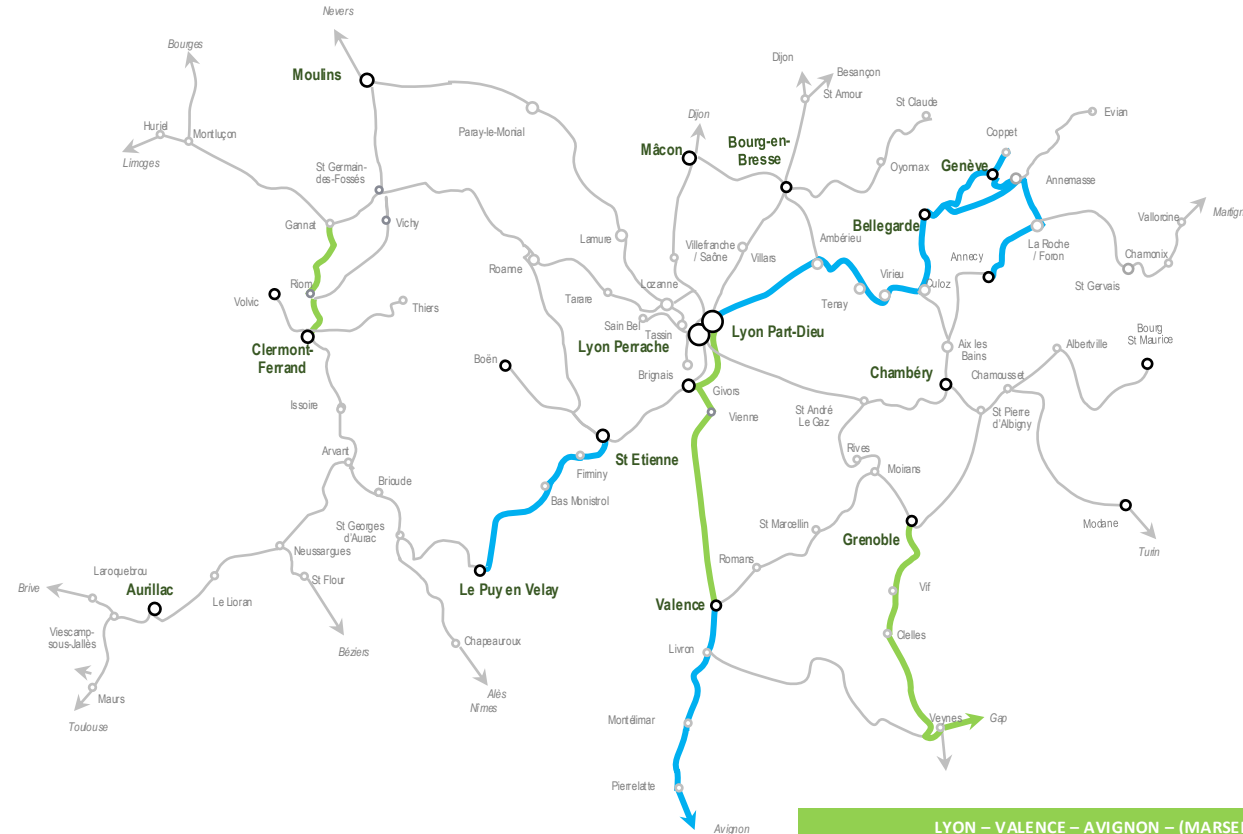 Nevers
Bourges
Moulins
Dijon
Besançon
St Amour
St Claude
Evian
Coppet
Paray-le-Monial
Dijon
Bourg-en-
Bresse
Mâcon
Huriel
Montluçon
Limoges
St Germain-
des-Fossés
Oyonnax
Genève
Annemasse
Vallorcine
Martign
Gannat
Vichy
Bellegarde
La Roche
/ Foron
Chamonix
St Gervais
Lamure
Villefranche
/ Saône
Villars
Ambérieu
Annecy
Roanne
Virieu
Culoz
Tenay
Riom
Volvic
Thiers
Tarare
Lozanne
Sain Bel
Tassin
Lyon Part-Dieu
Lyon Perrache
Clermont-
Ferrand
Boën
Brignais
Givors
Vienne
Aix les
Bains
Chambéry
Albertville
Bourg
St Maurice
Chamousset
St André
Le Gaz
St Pierre
d'Albigny
Issoire
Arvant
St Etienne
Firminy
Bas Monistrol
Rives
Moirans
Brioude
St Georges
d'Aurac
St Marcellin
Grenoble
Modane
Turin
Neussargues
St Flour
Romans
Laroquebrou
Brive
Aurillac
Le Lioran
Le Puy en Velay
Valence
Vif
Clelles
Viescamp-
sous-Jallès
Béziers
Chapeauroux
Livron
Maurs
Alés
Nîmes
Toulouse
Montélimar
Veynes
Gap
Pierrelatte
Avignon
LYON – VALENCE – AVIGNON – (MARSEI